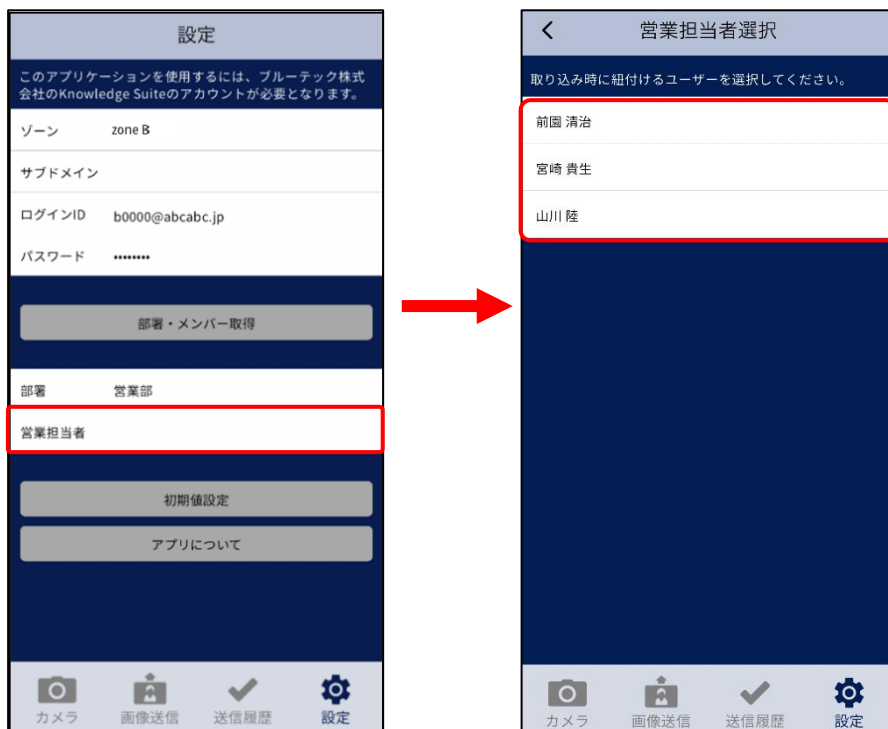 設定
このアプリケーションを使用するには、ブルーテック株式
会社のKnowledge Suiteのアカウントが必要となります。
ゾーン zone B
サブドメイン
ログインID b0000@abcabc.jp
パスワード ••••••••
部署・メンバー取得
部署 営業部
営業担当者
初期値設定
アプリについて
カメラ 画像送信 送信履歴 設定
営業担当者選択
取り込み時に紐付けるユーザーを選択してください。
前園 清治
宮崎 貴生
山川 陸
カメラ 画像送信 送信履歴 設定